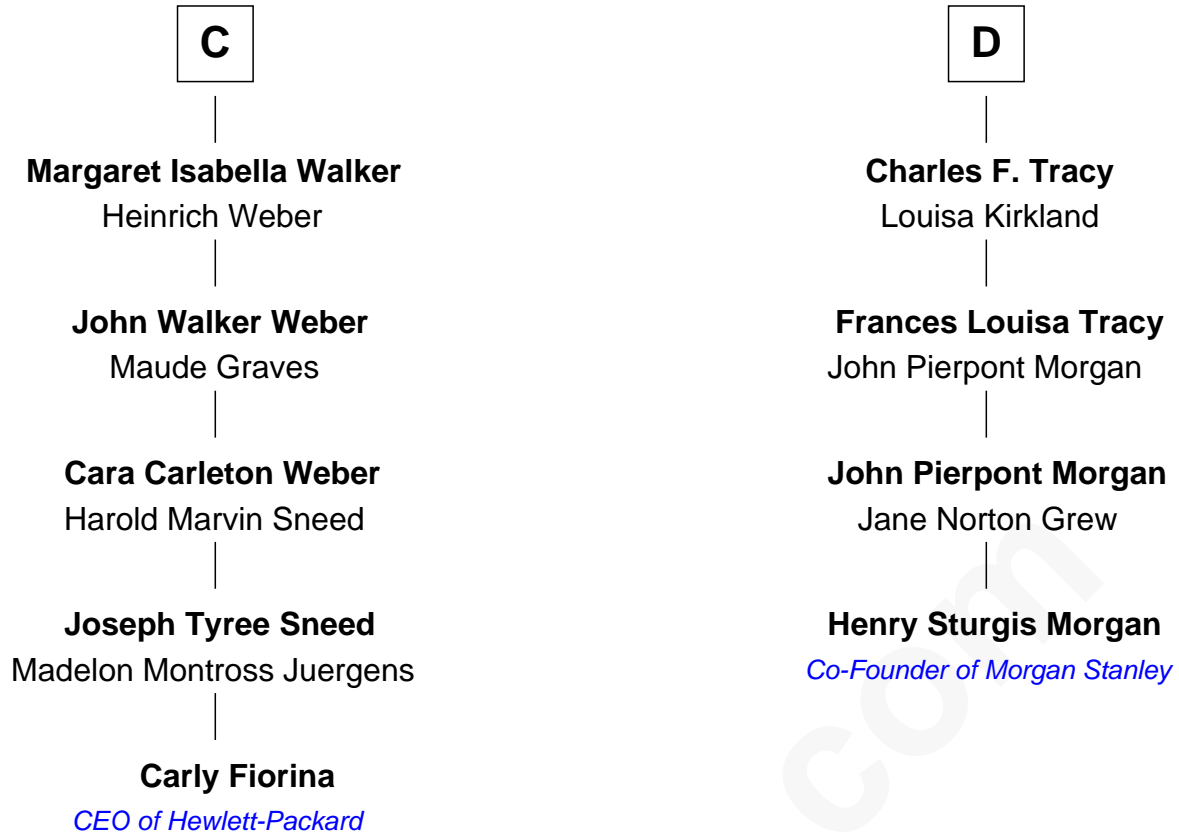 C
Margaret Isabella Walker
Heinrich Weber
John Walker Weber
Maude Graves
Cara Carleton Weber
Harold Marvin Sneed
Joseph Tyree Sneed
Madelon Montross Juergens
Carly Fiorina
CEO of Hewlett-Packard
D
Charles F. Tracy
Louisa Kirkland
Frances Louisa Tracy
John Pierpont Morgan
John Pierpont Morgan
Jane Norton Grew
Henry Sturgis Morgan
Co-Founder of Morgan Stanley
com